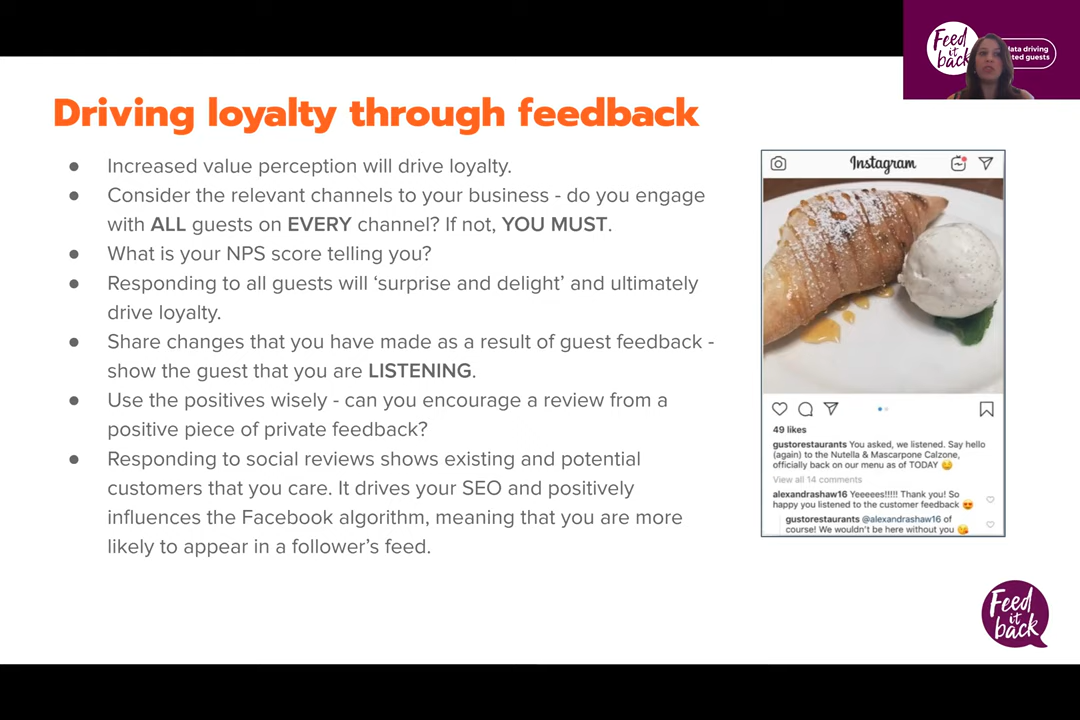 Feed
it
back
data driving
ted guests
Driving loyalty through feedback
● Increased value perception will drive loyalty.
● Consider the relevant channels to your business - do you engage
with ALL guests on EVERY channel? If not, YOU MUST.
● What is your NPS score telling you?
● Responding to all guests will ‘surprise and delight’ and ultimately
drive loyalty.
● Share changes that you have made as a result of guest feedback -
show the guest that you are LISTENING.
● Use the positives wisely - can you encourage a review from a
positive piece of private feedback?
● Responding to social reviews shows existing and potential
customers that you care. It drives your SEO and positively
influences the Facebook algorithm, meaning that you are more
likely to appear in a follower’s feed.
Instagram
49 likes
gustorestaurants You asked, we listened. Say hello
(again) to the Nutella & Mascarpone Calzone,
officially back on our menu as of TODAY 😄
View all 14 comments
alexandrashaw16 Yeeeees!!!!! Thank you! So
happy you listened to the customer feedback 😍
gustorestaurants @alexandrashaw16 of
course! We wouldn't be here without you 😘
Feed
it
back